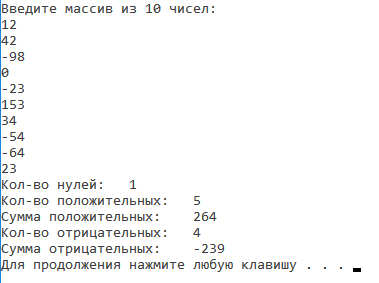 Введите массив из 10 чисел:
12
42
-98
0
-23
153
34
-54
-64
23
Кол-во нулей:   1
Кол-во положительных:   5
Сумма положительных:    264
Кол-во отрицательных:   4
Сумма отрицательных:    -239
Для продолжения нажмите любую клавишу . . .